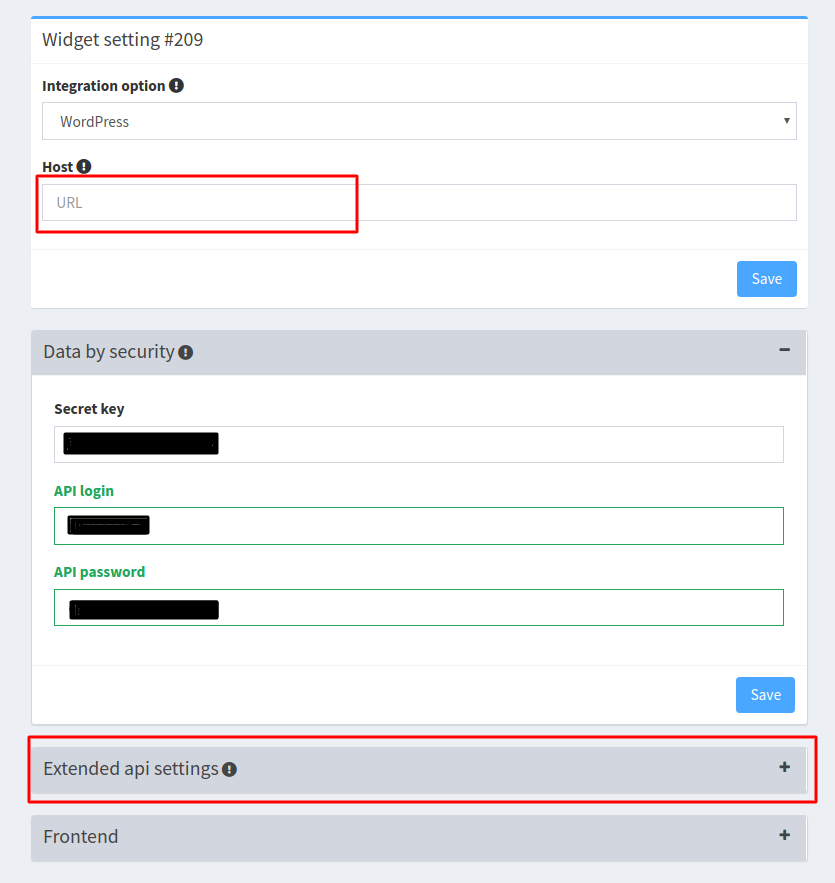 Widget setting #209
Integration option
WordPress
Host
URL
Save
Data by security
Secret key
API login
API password
Save
Extended api settings
Frontend